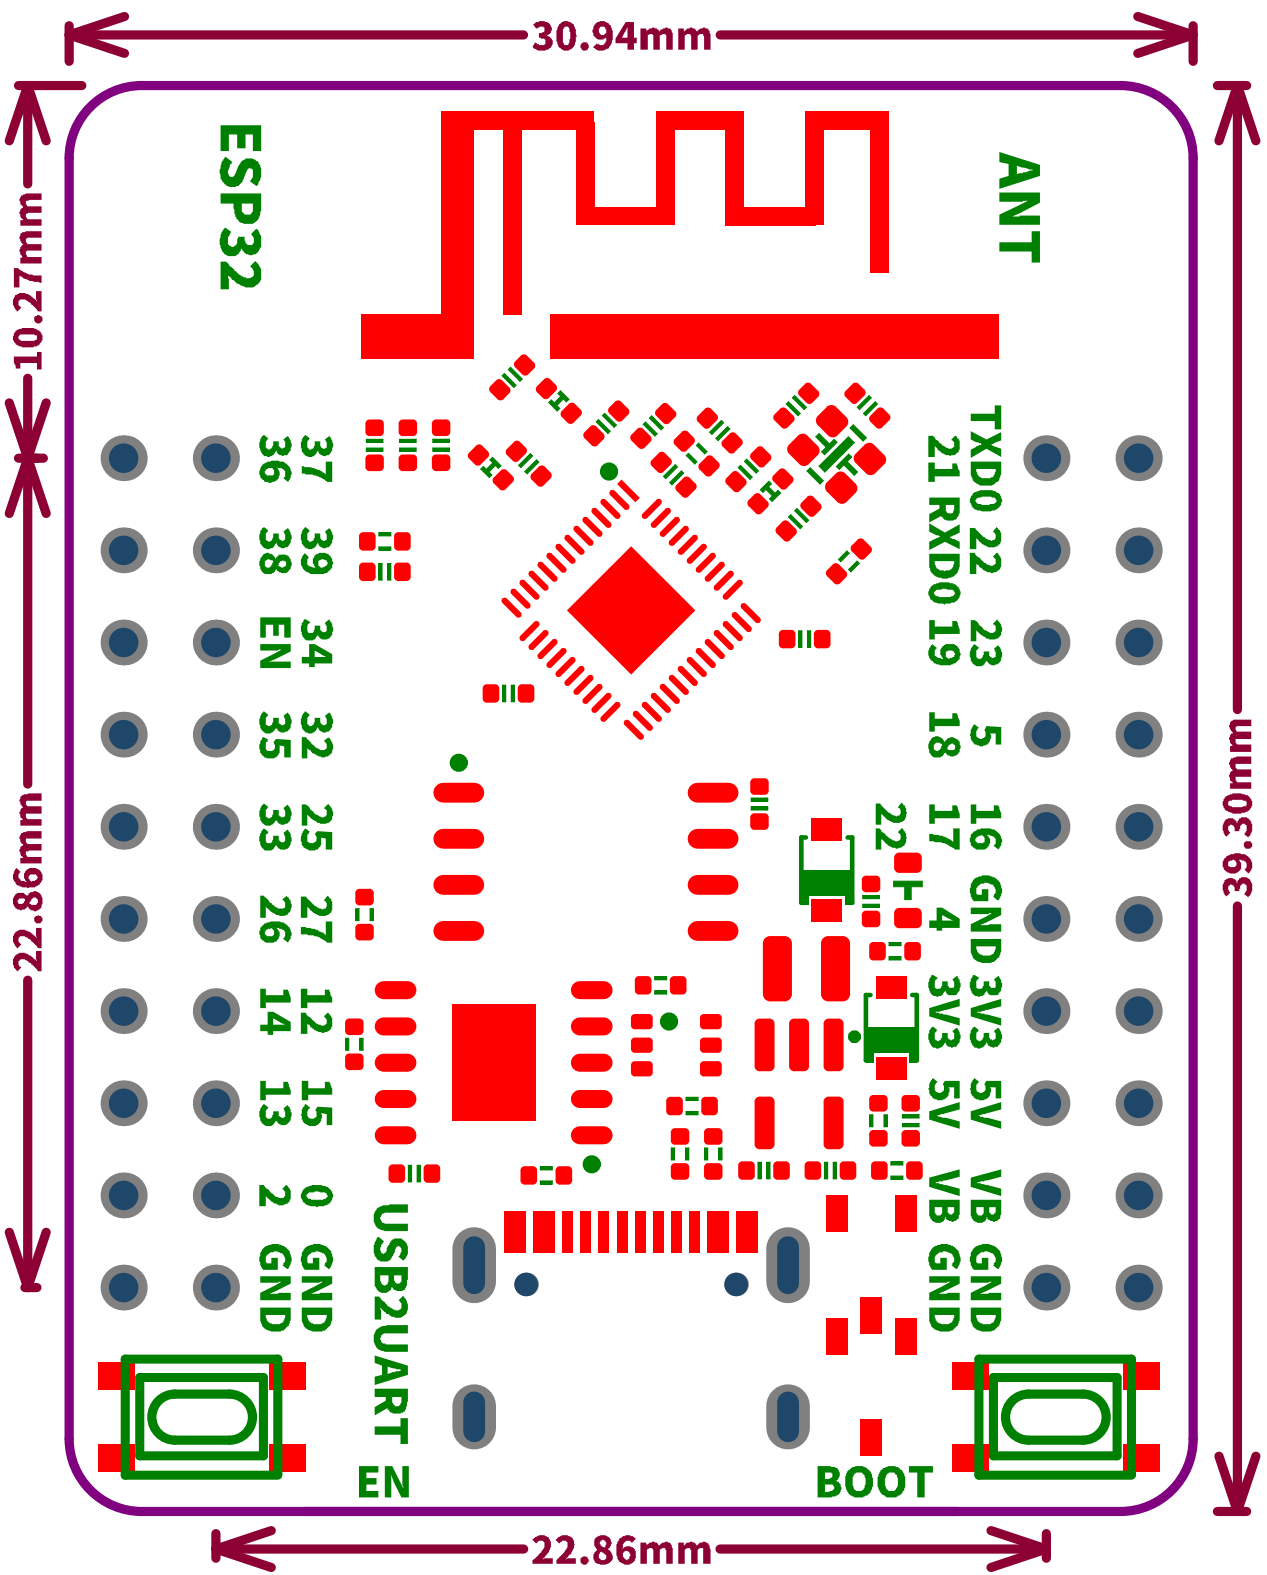 30.94mm
ESP32
ANT
10.27mm
37
36
TXD0
21
39
38
22
RXD0
34
EN
23
19
32
35
5
18
25
33
22
16
17
22.86mm
39.30mm
27
26
GND
4
12
14
3V3
3V3
15
13
5V
5V
0
2
VB
VB
GND
GND
GND
GND
USB2UART
EN
BOOT
22.86mm